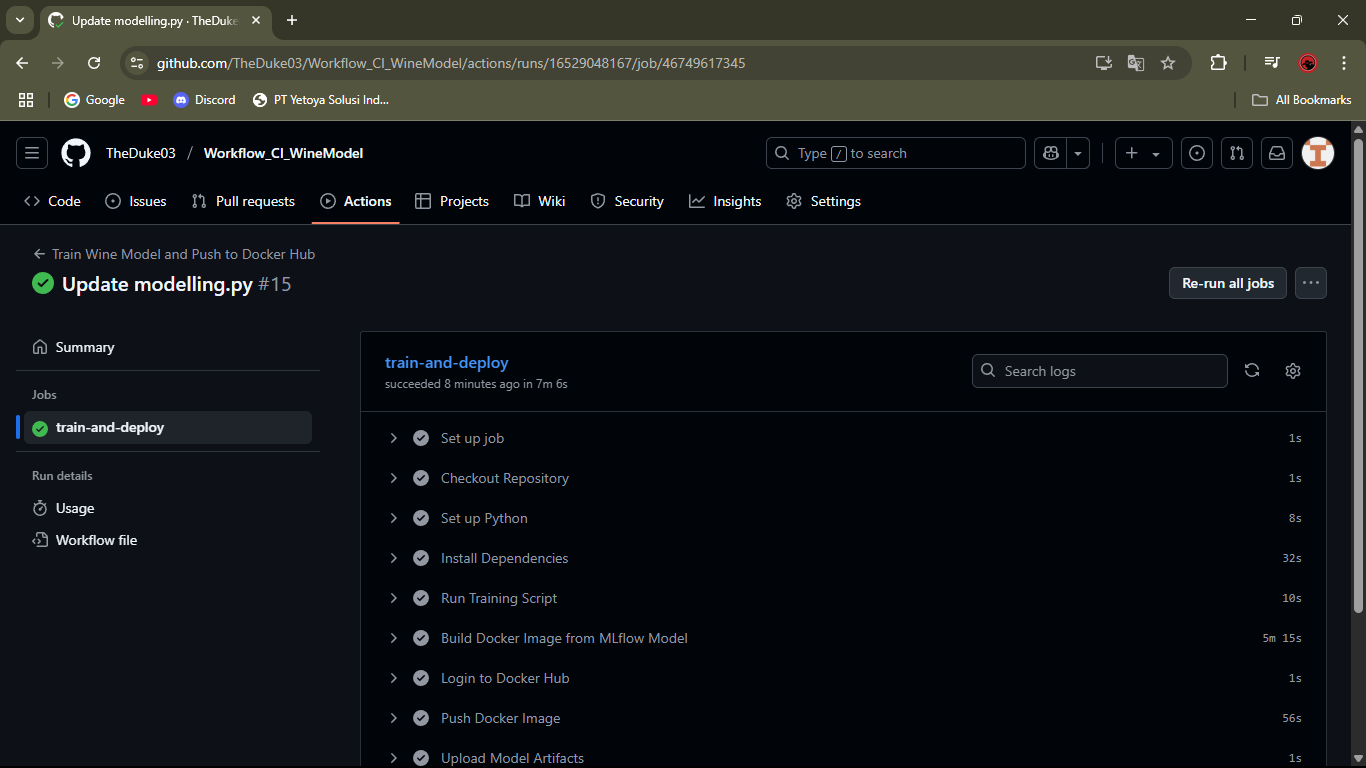 Update modelling.py · TheDuke
github.com/TheDuke03/Workflow_CI_WineModel/actions/runs/16529048167/job/46749617345
Google
Discord
PT Yetoya Solusi Ind...
All Bookmarks
TheDuke03 / Workflow_CI_WineModel
Type / to search
Code
Issues
Pull requests
Actions
Projects
Wiki
Security
Insights
Settings
Train Wine Model and Push to Docker Hub
Update modelling.py #15
Re-run all jobs
Summary
Jobs
train-and-deploy
Run details
Usage
Workflow file
train-and-deploy
succeeded 8 minutes ago in 7m 6s
Search logs
Set up job 1s
Checkout Repository 1s
Set up Python 8s
Install Dependencies 32s
Run Training Script 10s
Build Docker Image from MLflow Model 5m 15s
Login to Docker Hub 1s
Push Docker Image 56s
Upload Model Artifacts 1s